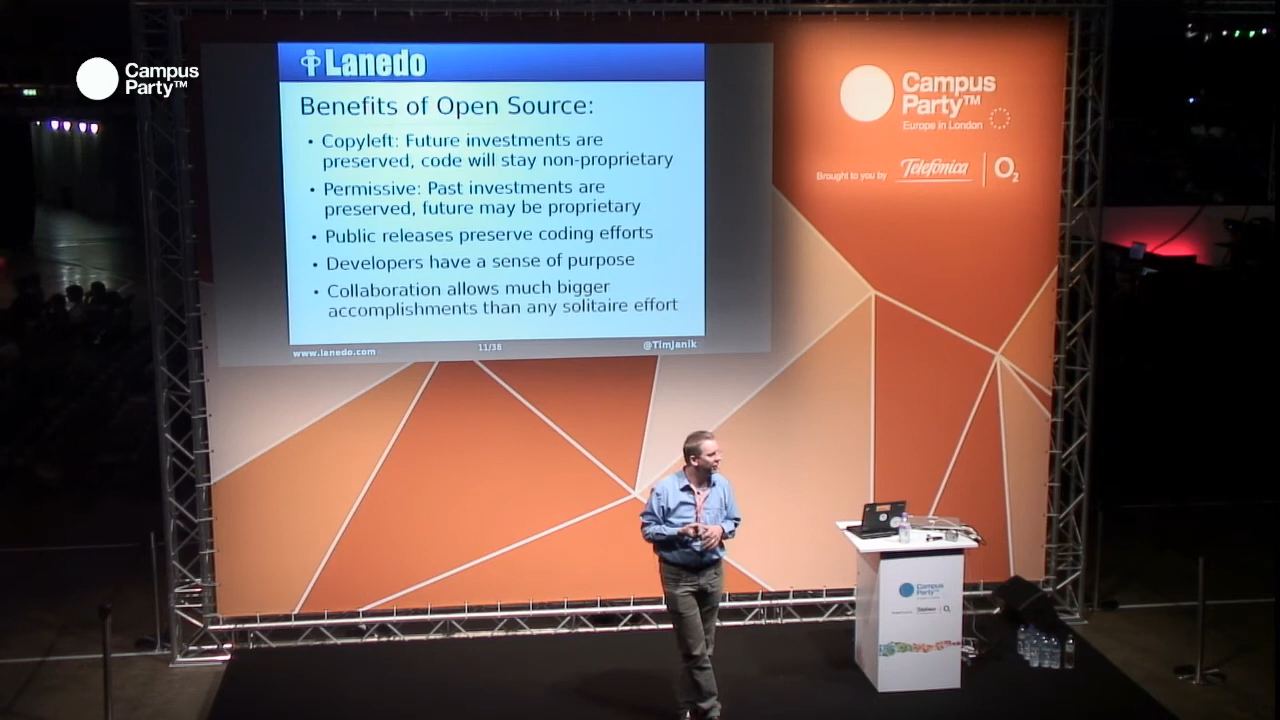 Campus
Party™
Lanedo
Benefits of Open Source:
• Copyleft: Future investments are
preserved, code will stay non-proprietary
• Permissive: Past investments are
preserved, future may be proprietary
• Public releases preserve coding efforts
• Developers have a sense of purpose
• Collaboration allows much bigger
accomplishments than any solitaire effort
www.lanedo.com
11/38
@TimJanik
Campus
Party™
Europe in London
Brought to you by
Telefónica
O2
Campus
Party
Telefónica
O2